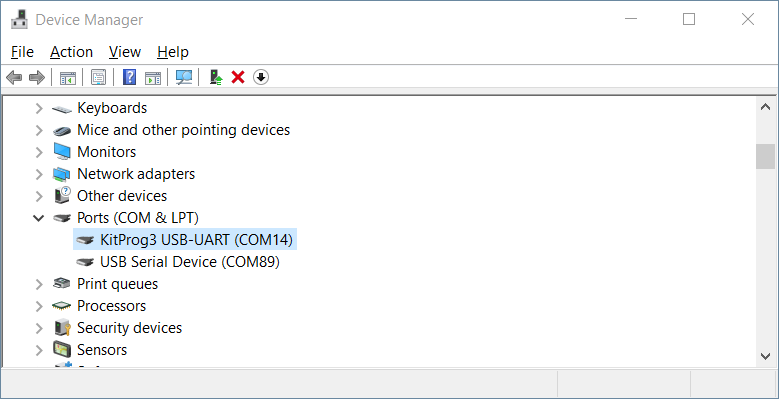 Device Manager
File Action View Help
Keyboards
Mice and other pointing devices
Monitors
Network adapters
Other devices
Ports (COM & LPT)
KitProg3 USB-UART (COM14)
USB Serial Device (COM89)
Print queues
Processors
Security devices
Sensors